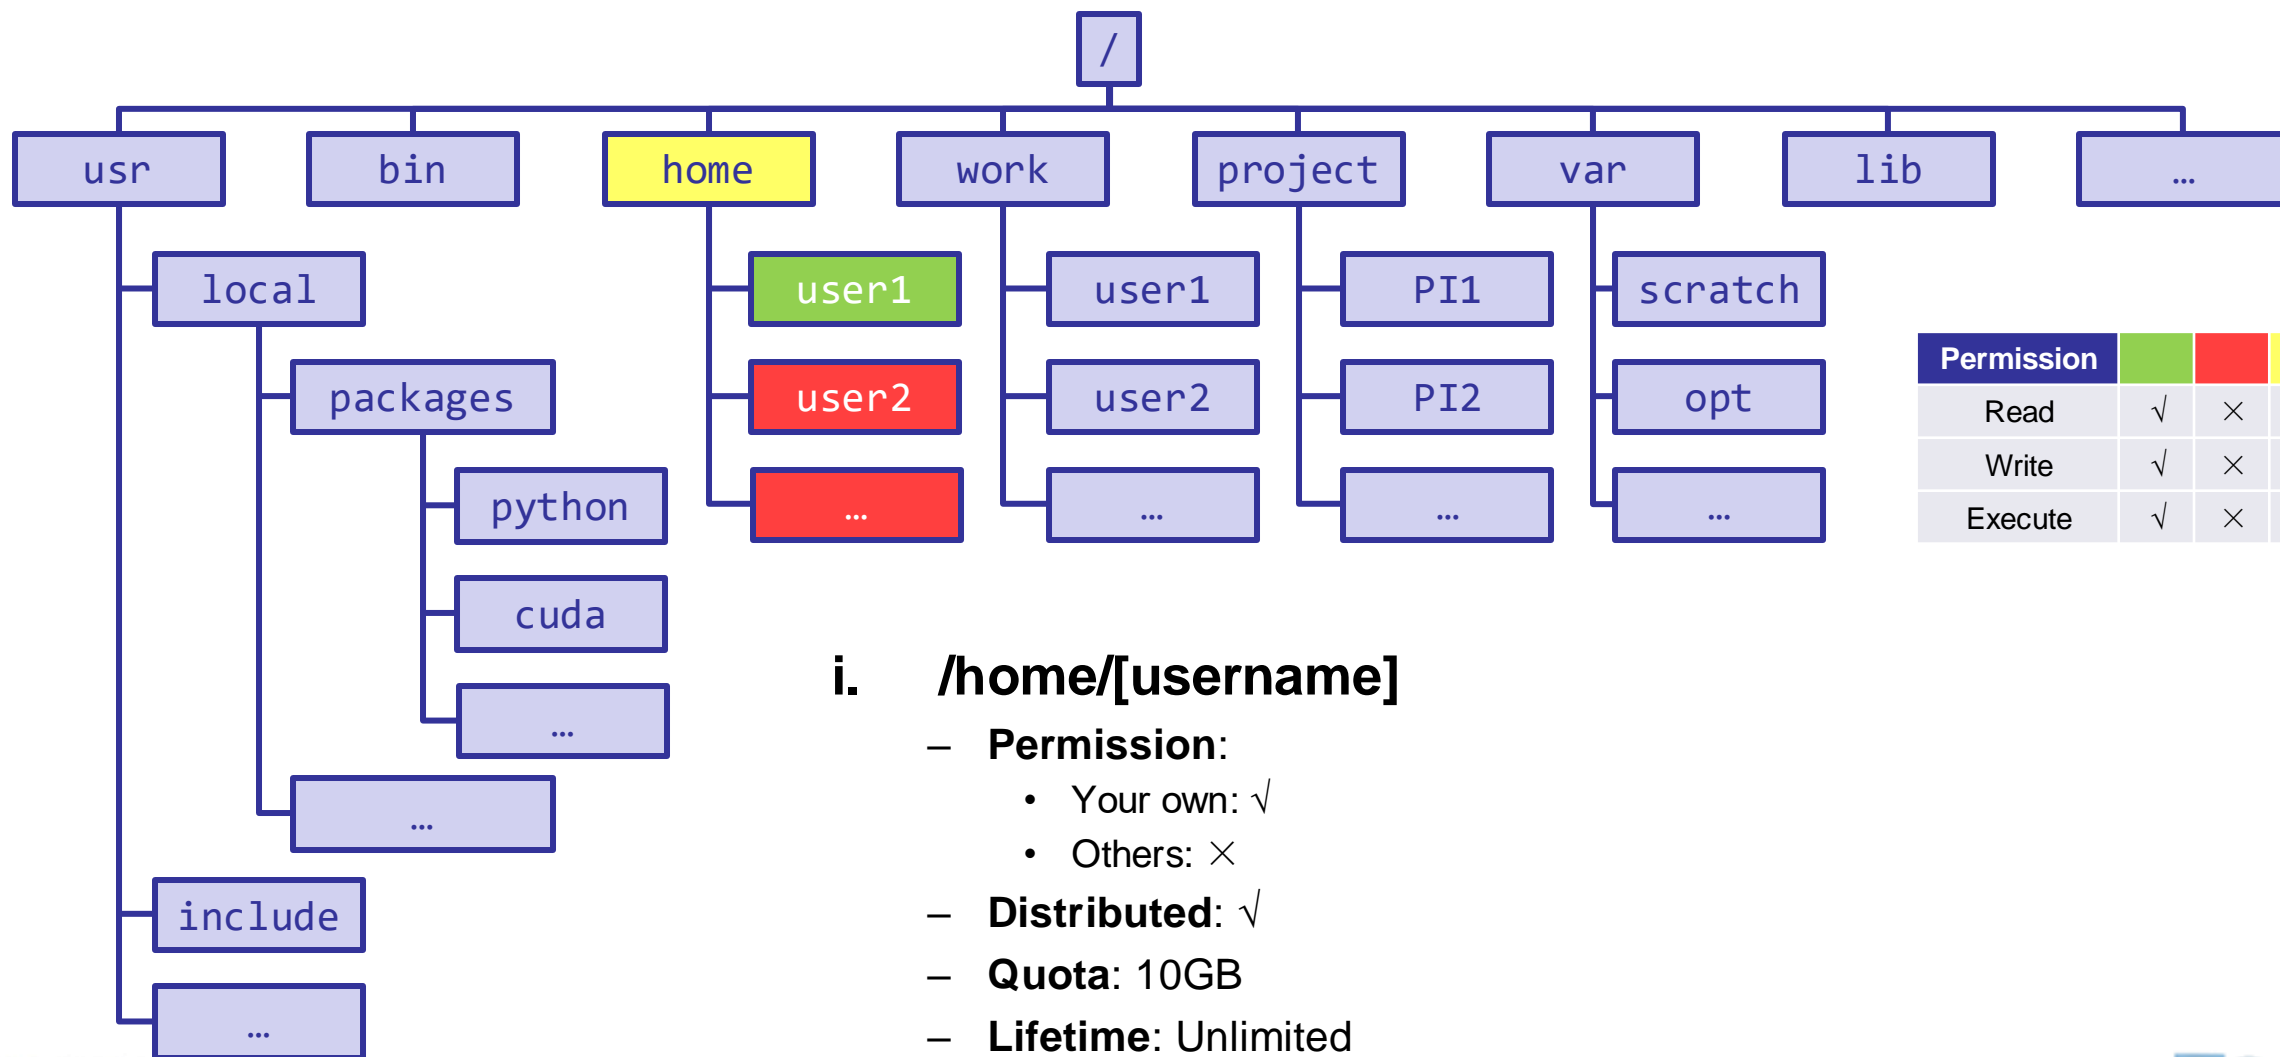 /
usr bin home work project var lib …
local user1 user1 PI1 scratch
packages user2 user2 PI2 opt
python … … … …
cuda
…
…
include
…
Permission
Read √ ×
Write √ ×
Execute √ ×
i. /home/[username]
– Permission:
• Your own: √
• Others: ×
– Distributed: √
– Quota: 10GB
– Lifetime: Unlimited